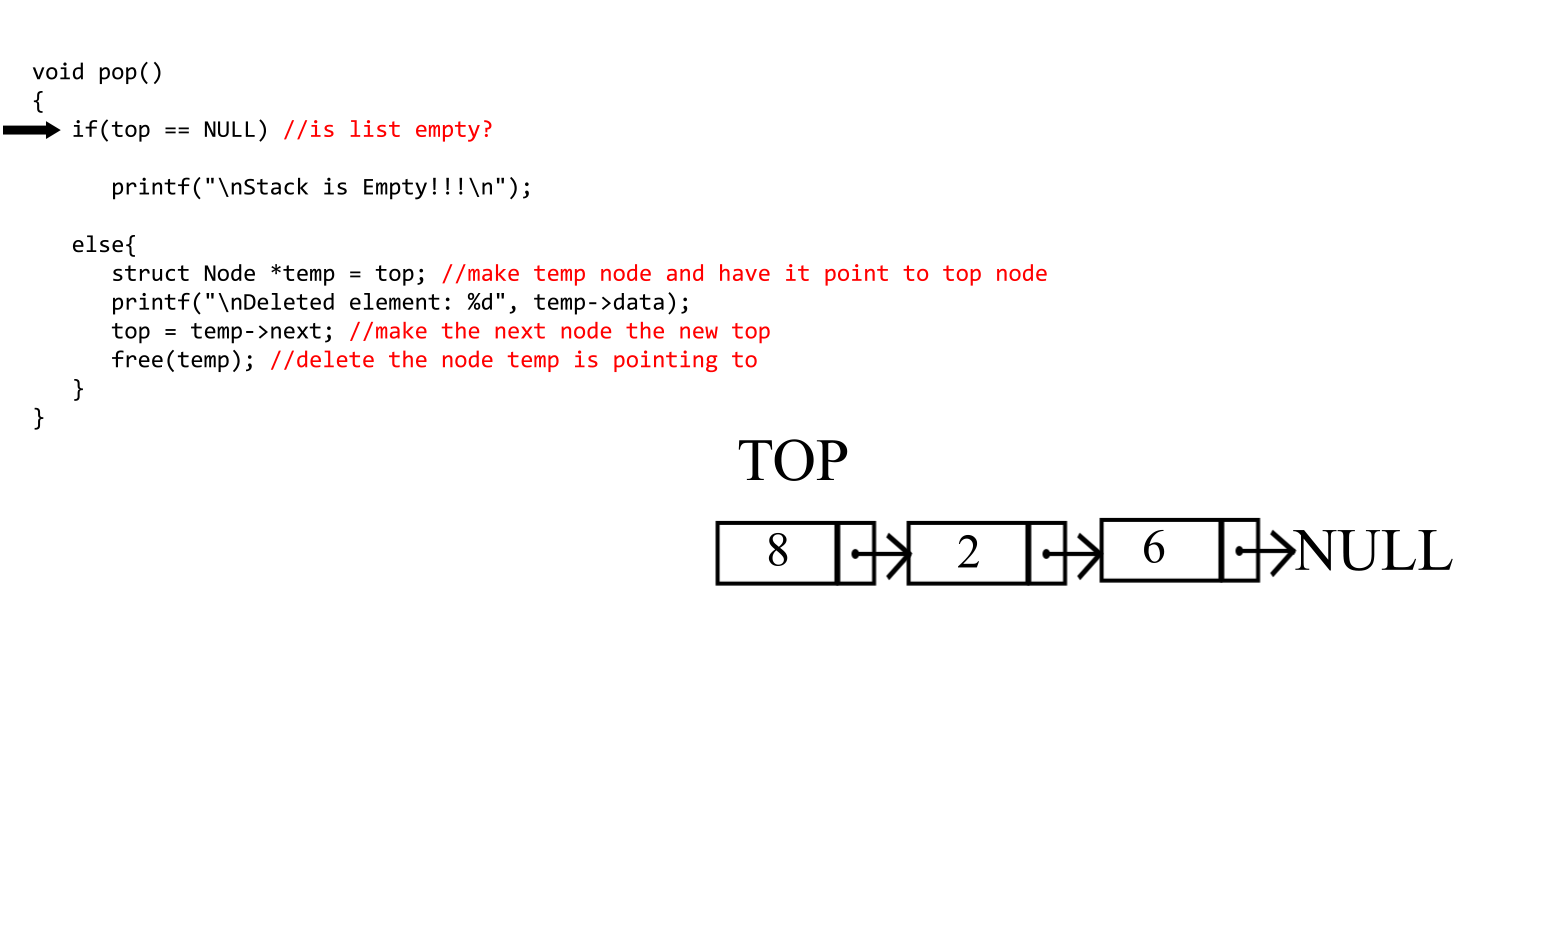 void pop()
{
if(top == NULL) //is list empty?
printf("\nStack is Empty!!!\n");
else{
struct Node *temp = top; //make temp node and have it point to top node
printf("\nDeleted element: %d", temp->data);
top = temp->next; //make the next node the new top
free(temp); //delete the node temp is pointing to
}
}
TOP
8 2 6 NULL